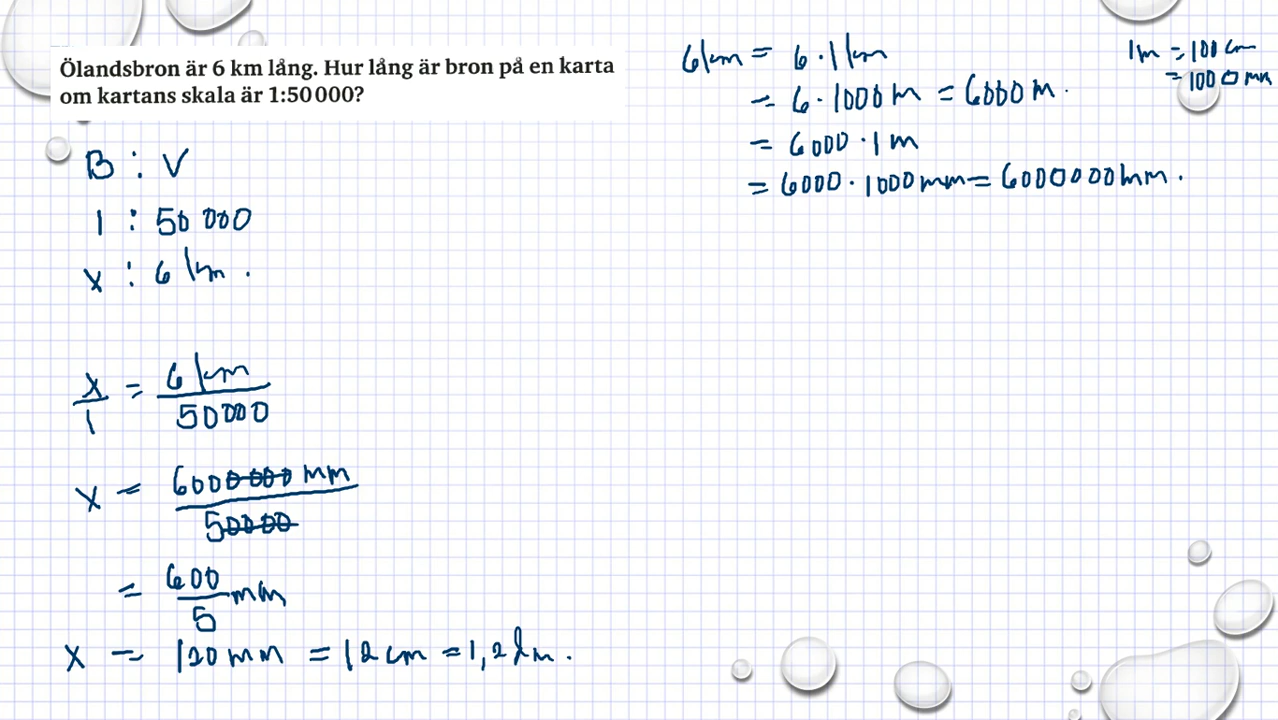 Ölandsbron är 6 km lång. Hur lång är bron på en karta
om kartans skala är 1:50 000?
B : V
1 : 50 000
x : 6 km .
x/1 = 6 km/50000
x = 6000000 mm/50000
= 600/5 mm
x = 120 mm = 12 cm = 1,2 dm .
6 km = 6 · 1 km
= 6 · 1000 m = 6000 m .
= 6000 · 1 m
= 6000 · 1000 mm = 6000000 mm .
1 m = 100 cm
= 1000 mm